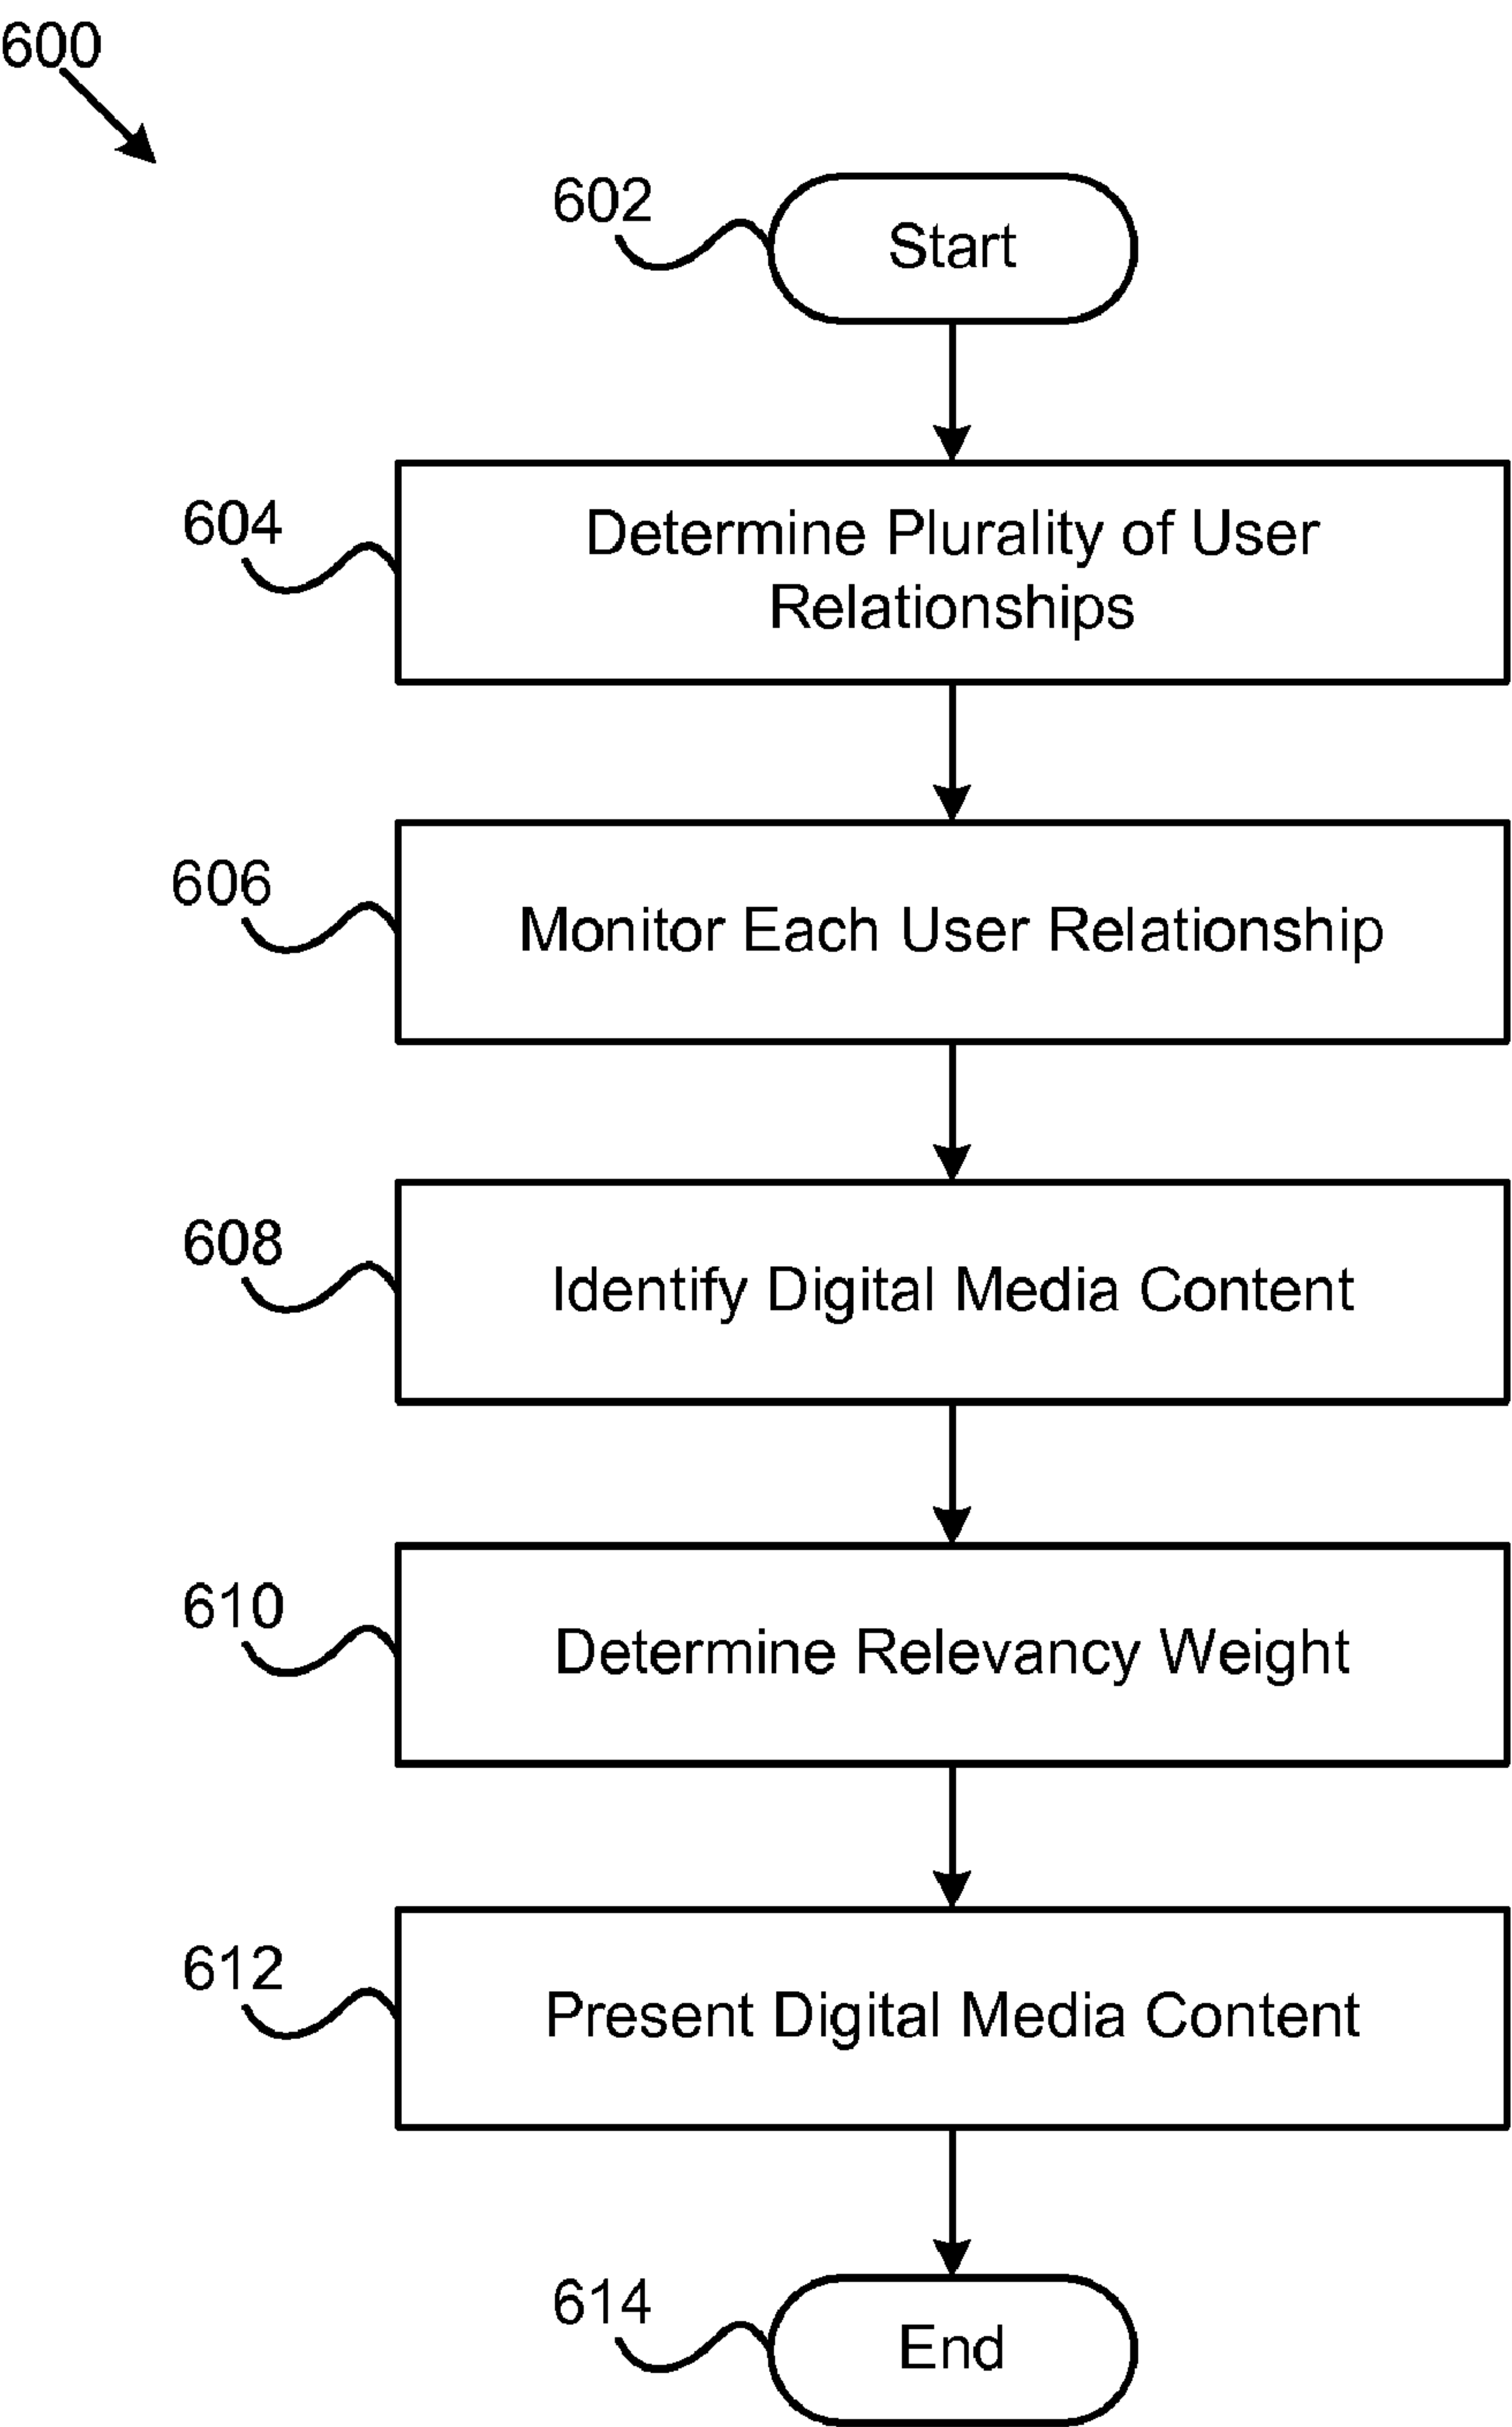 600
602
Start
604
Determine Plurality of User
Relationships
606
Monitor Each User Relationship
608
Identify Digital Media Content
610
Determine Relevancy Weight
612
Present Digital Media Content
614
End